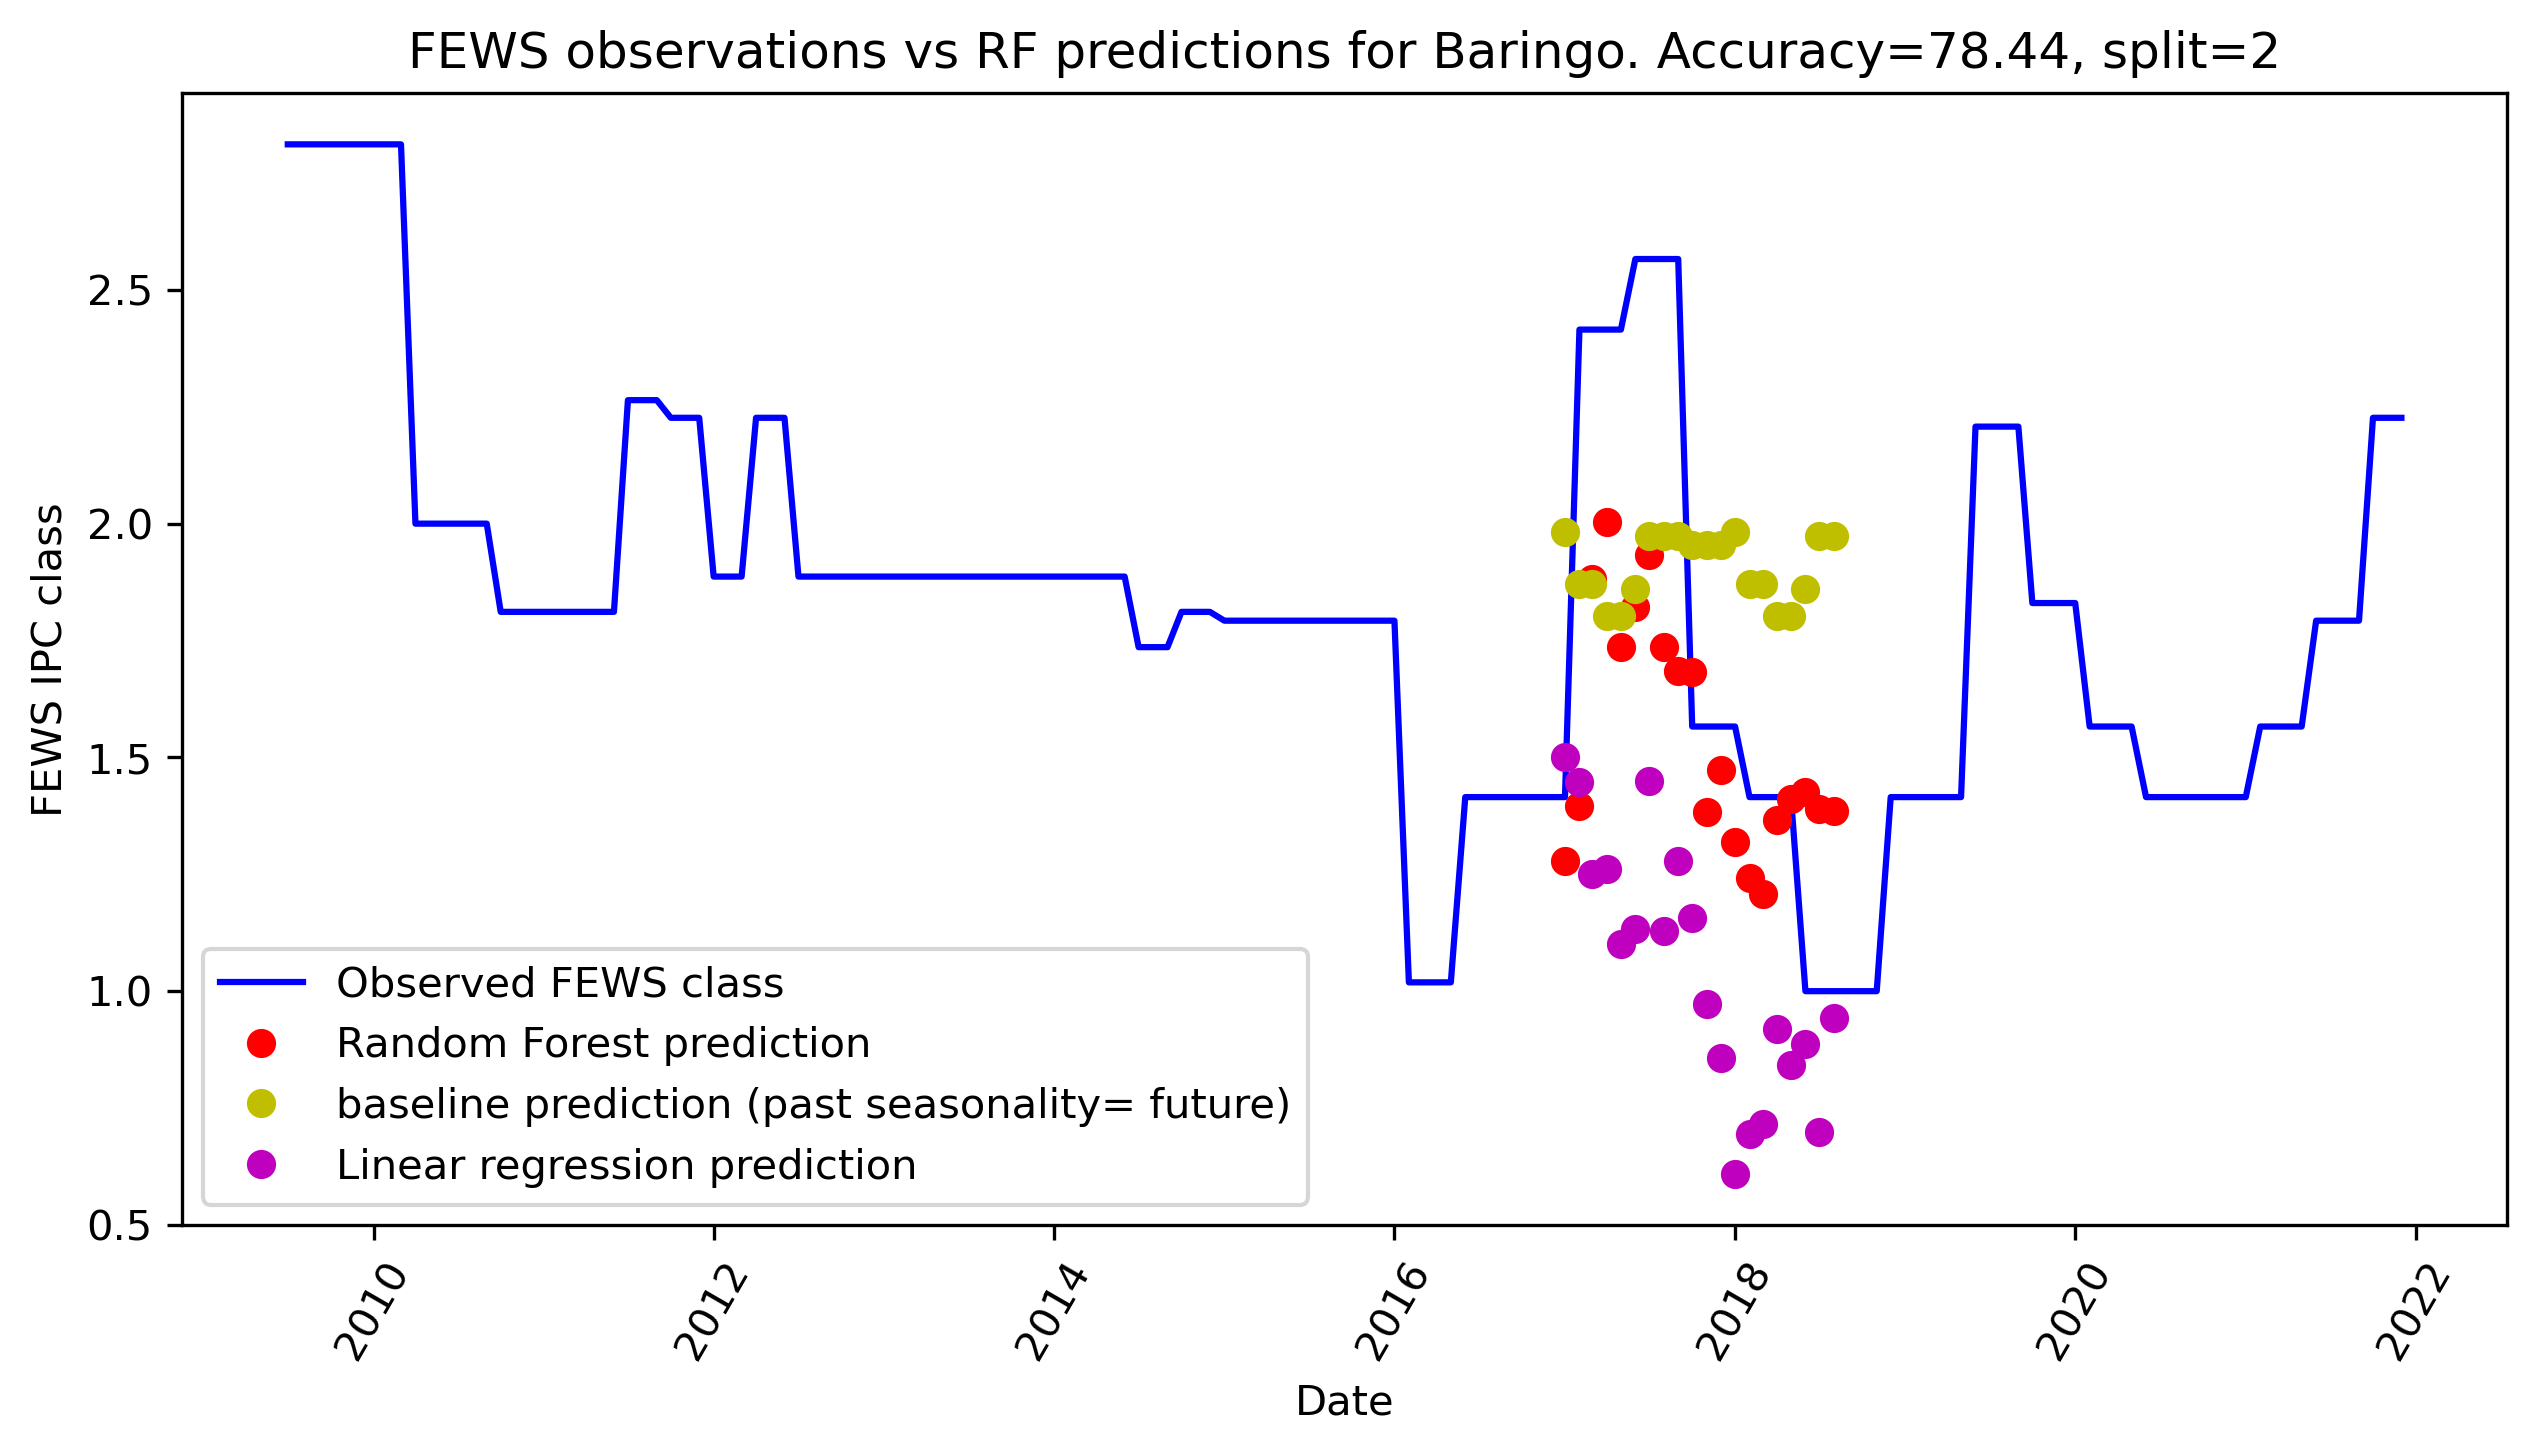 FEWS observations vs RF predictions for Baringo. Accuracy=78.44, split=2
FEWS IPC class
2.5
2.0
1.5
1.0
0.5
Observed FEWS class
Random Forest prediction
baseline prediction (past seasonality= future)
Linear regression prediction
2010
2012
2014
2016
2018
2020
2022
Date